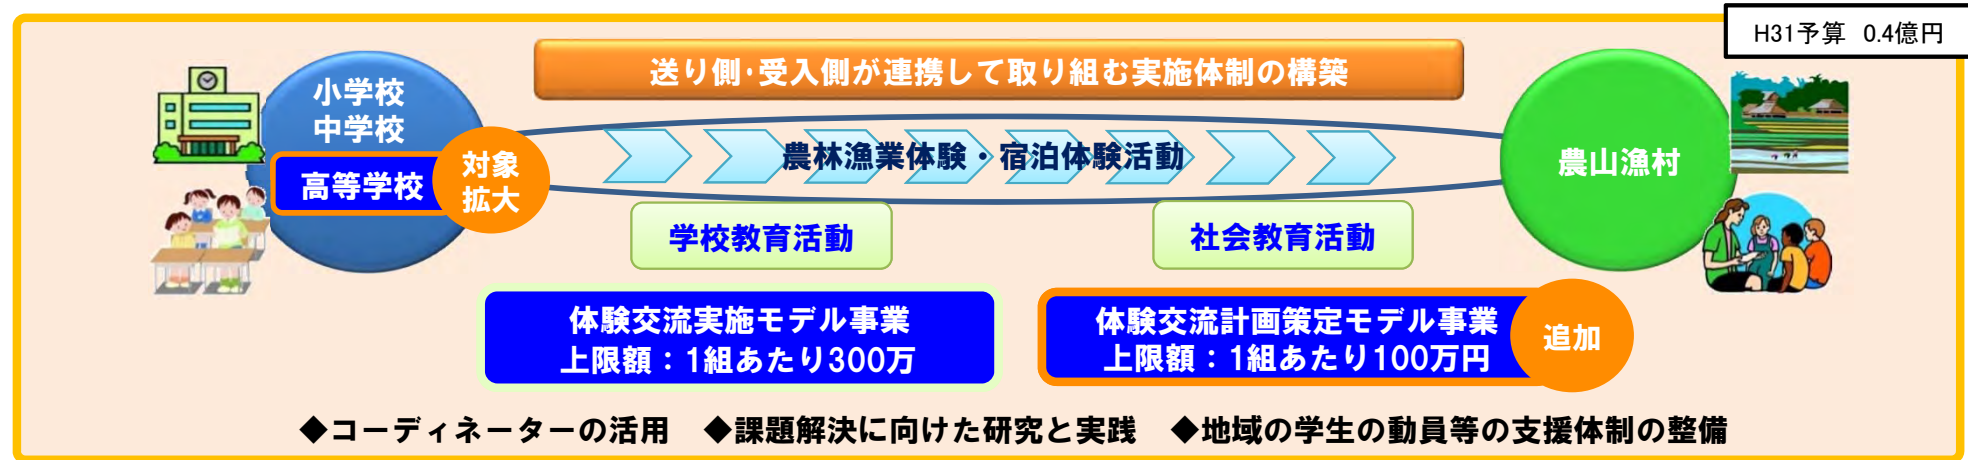 H31予算 0.4億円
送り側・受入側が連携して取り組む実施体制の構築
小学校
中学校
高等学校
対象
拡大
農林漁業体験・宿泊体験活動
農山漁村
学校教育活動
社会教育活動
体験交流実施モデル事業
上限額：1組あたり300万
体験交流計画策定モデル事業
上限額：1組あたり100万円
追加
◆コーディネーターの活用 ◆課題解決に向けた研究と実践 ◆地域の学生の動員等の支援体制の整備